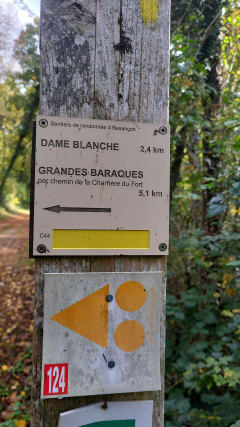 Sentiers de randonnée à Besançon
DAME BLANCHE
2,4 km
GRANDES BARAQUES
par chemin de la Chartière du Fort
5,1 km
C44
124